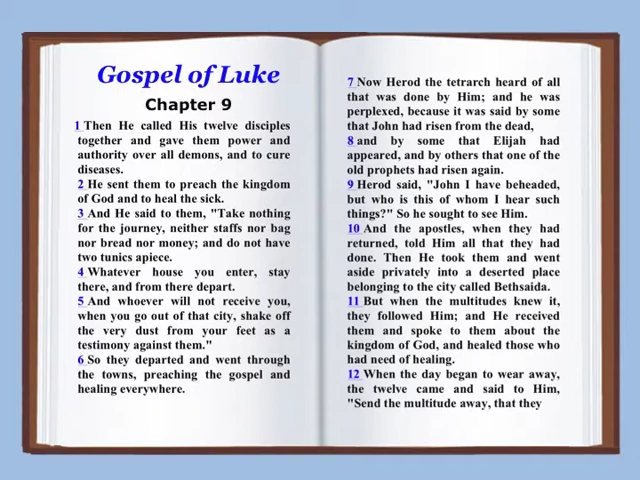 Gospel of Luke
Chapter 9
1 Then He called His twelve disciples
together and gave them power and
authority over all demons, and to cure
diseases.
2 He sent them to preach the kingdom
of God and to heal the sick.
3 And He said to them, "Take nothing
for the journey, neither staffs nor bag
nor bread nor money; and do not have
two tunics apiece.
4 Whatever house you enter, stay
there, and from there depart.
5 And whoever will not receive you,
when you go out of that city, shake off
the very dust from your feet as a
testimony against them."
6 So they departed and went through
the towns, preaching the gospel and
healing everywhere.
7 Now Herod the tetrarch heard of all
that was done by Him; and he was
perplexed, because it was said by some
that John had risen from the dead,
8 and by some that Elijah had
appeared, and by others that one of the
old prophets had risen again.
9 Herod said, "John I have beheaded,
but who is this of whom I hear such
things?" So he sought to see Him.
10 And the apostles, when they had
returned, told Him all that they had
done. Then He took them and went
aside privately into a deserted place
belonging to the city called Bethsaida.
11 But when the multitudes knew it,
they followed Him; and He received
them and spoke to them about the
kingdom of God, and healed those who
had need of healing.
12 When the day began to wear away,
the twelve came and said to Him,
"Send the multitude away, that they